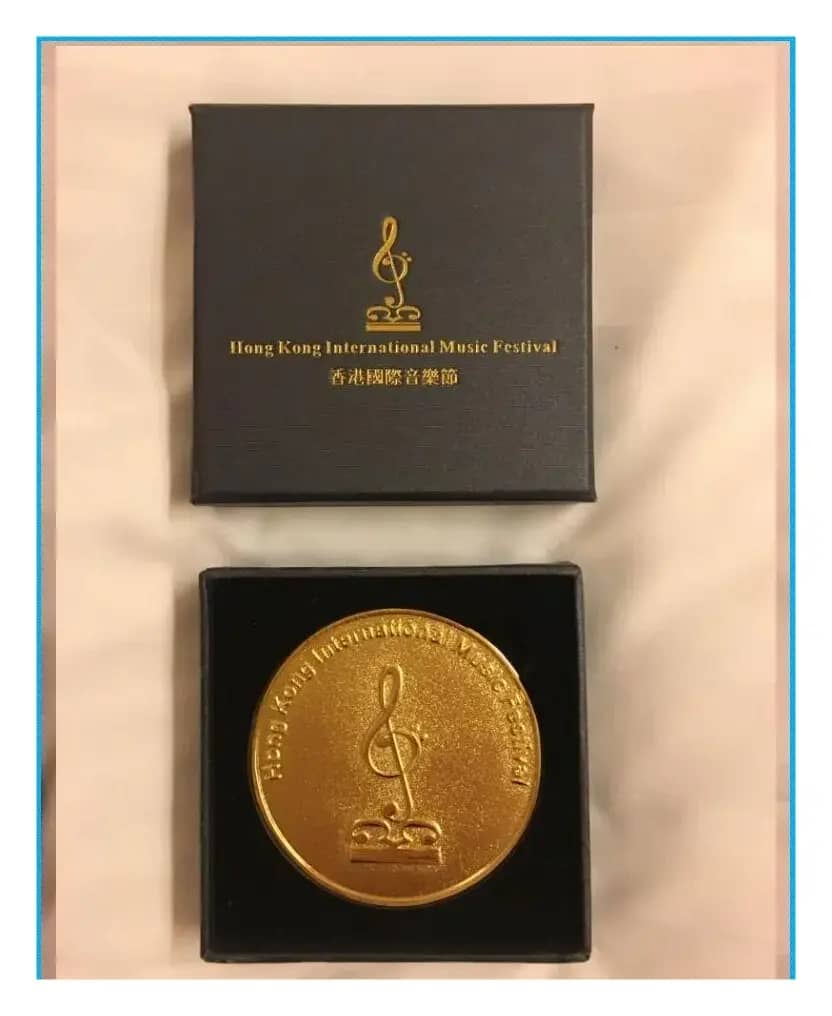 Hong Kong International Music Festival
香港國際音樂節
Hong Kong International Music Festival